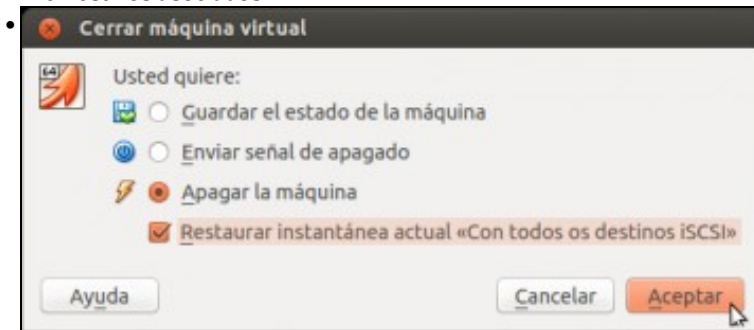 Cerrar máquina virtual
64
Usted quiere:
Guardar el estado de la máquina
Enviar señal de apagado
Apagar la máquina
Restaurar instantánea actual «Con todos os destinos iSCSI»
Ayuda Cancelar Aceptar